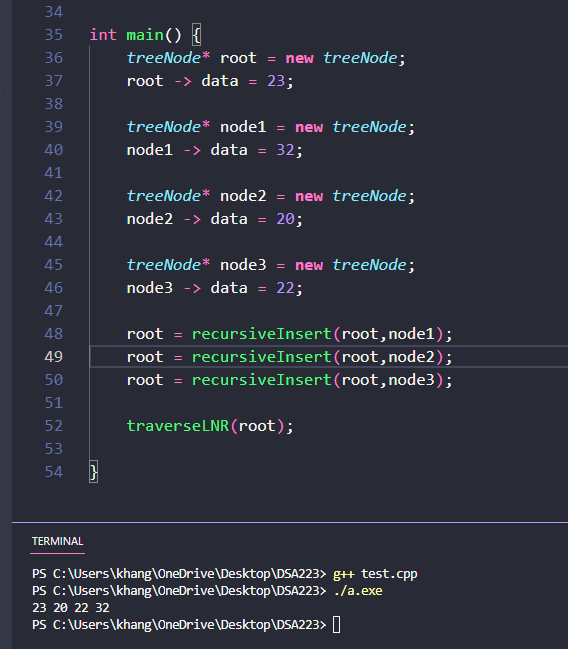 34
35 int main() {
36 treeNode* root = new treeNode;
37 root -> data = 23;
38
39 treeNode* node1 = new treeNode;
40 node1 -> data = 32;
41
42 treeNode* node2 = new treeNode;
43 node2 -> data = 20;
44
45 treeNode* node3 = new treeNode;
46 node3 -> data = 22;
47
48 root = recursiveInsert(root,node1);
49 root = recursiveInsert(root,node2);
50 root = recursiveInsert(root,node3);
51
52 traverseLNR(root);
53
54 }
TERMINAL
PS C:\Users\khang\OneDrive\Desktop\DSA223> g++ test.cpp
PS C:\Users\khang\OneDrive\Desktop\DSA223> ./a.exe
23 20 22 32
PS C:\Users\khang\OneDrive\Desktop\DSA223>